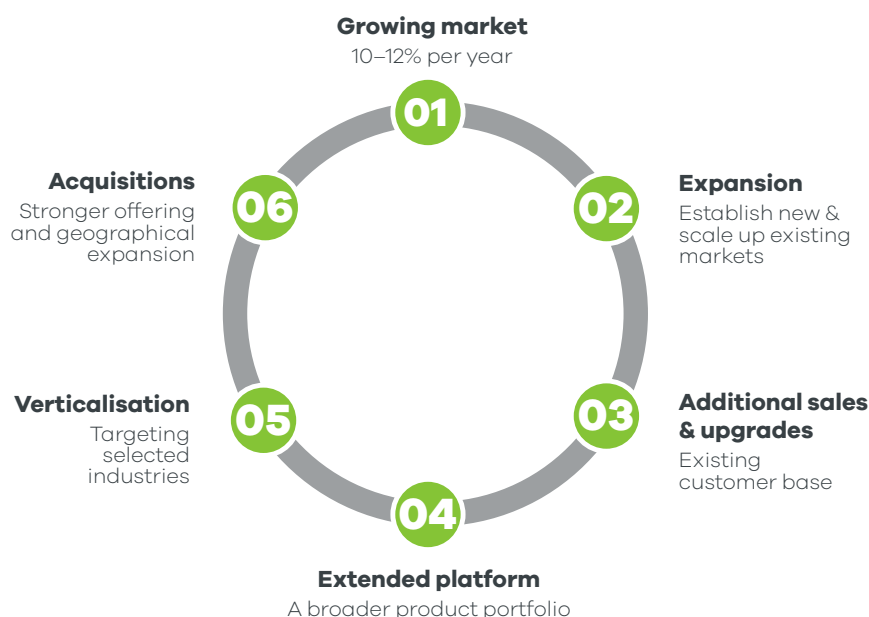 Growing market
10–12% per year
01
Expansion
Establish new &
scale up existing
markets
02
Additional sales
& upgrades
Existing
customer base
03
04
Extended platform
A broader product portfolio
Verticalisation
Targeting
selected
industries
05
Acquisitions
Stronger offering
and geographical
expansion
06